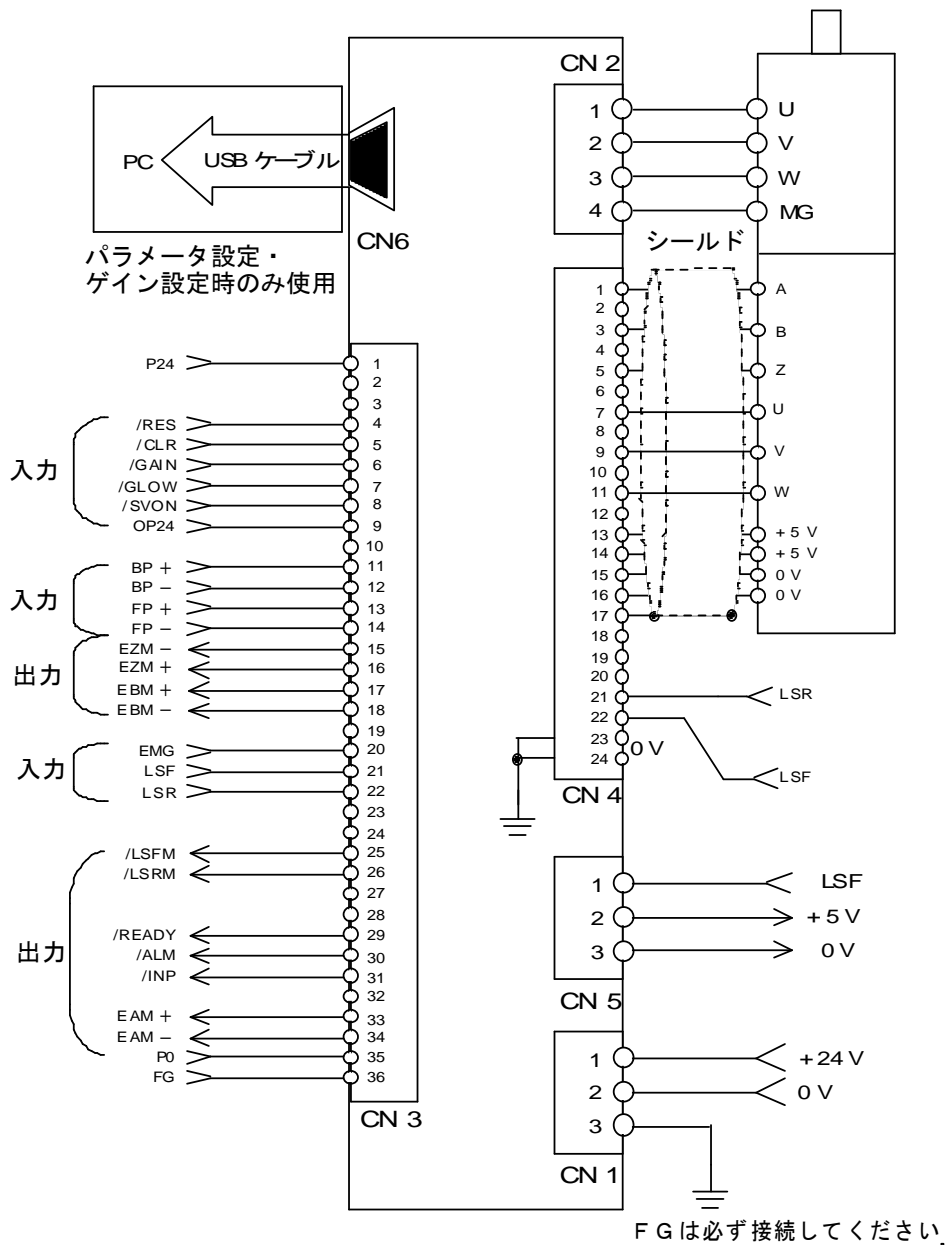 CN 2
1 U
2 V
3 W
4 MG
PC USB ケーブル
CN6
パラメータ設定・
ゲイン設定時のみ使用
シールド
1 A
2
3 B
4
5 Z
6
7 U
8
9 V
10
11 W
12
13 +5 V
14 +5 V
15 0 V
16 0 V
17
18
19
20
21 LSR
22
23 0 V
24
LSF
CN 4
P24 1
2
3
入力
/RES 4
/CLR 5
/GAIN 6
/GLOW 7
/SVON 8
OP24 9
10
入力
BP + 11
BP − 12
FP + 13
FP − 14
出力
EZM − 15
EZM + 16
EBM + 17
EBM − 18
19
入力
EMG 20
LSF 21
LSR 22
23
24
出力
/LSFM 25
/LSRM 26
27
28
/READY 29
/ALM 30
/INP 31
32
EAM + 33
EAM − 34
P0 35
FG 36
CN 3
1 LSF
2 +5 V
3 0 V
CN 5
1 +24 V
2 0 V
3
CN 1
FGは必ず接続してください.